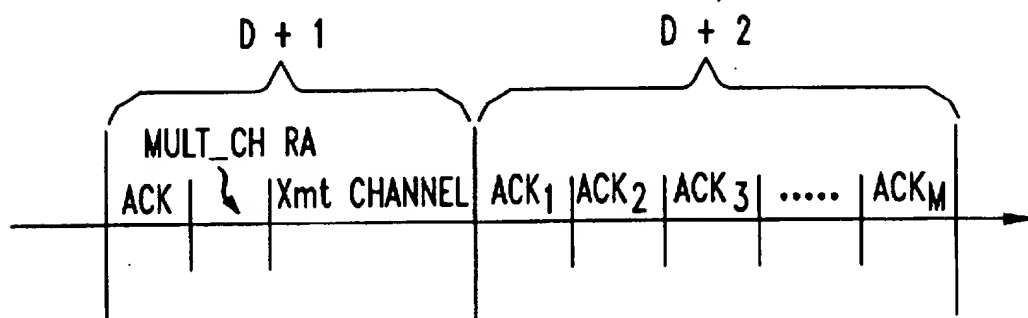 D + 1 D + 2
MULT_CH RA
ACK Xmt CHANNEL ACK1 ACK2 ACK3 ..... ACKM